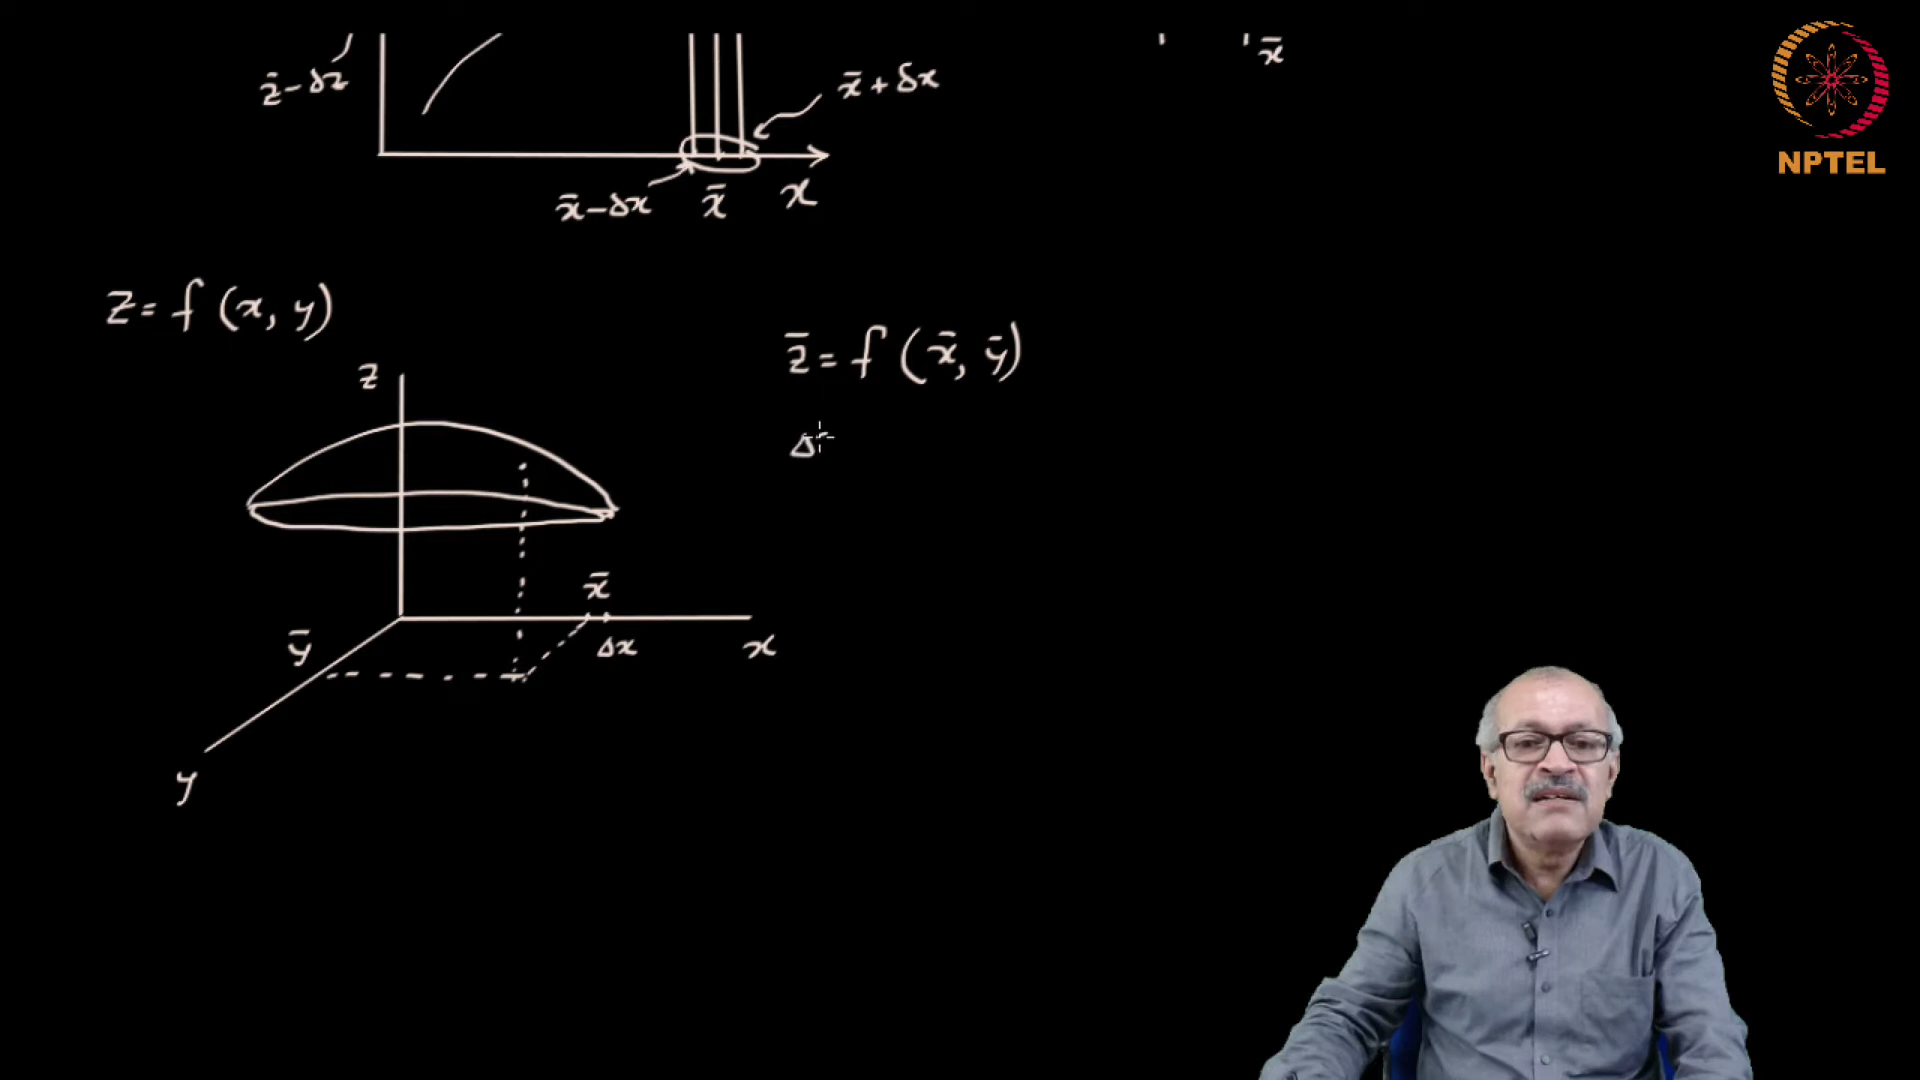 z̄-δz
x̄+δx
x̄
NPTEL
x̄-δx
x̄
x
z=f(x, y)
z̄=f(x̄, ȳ)
z
Δ
x̄
ȳ
Δx
x
y